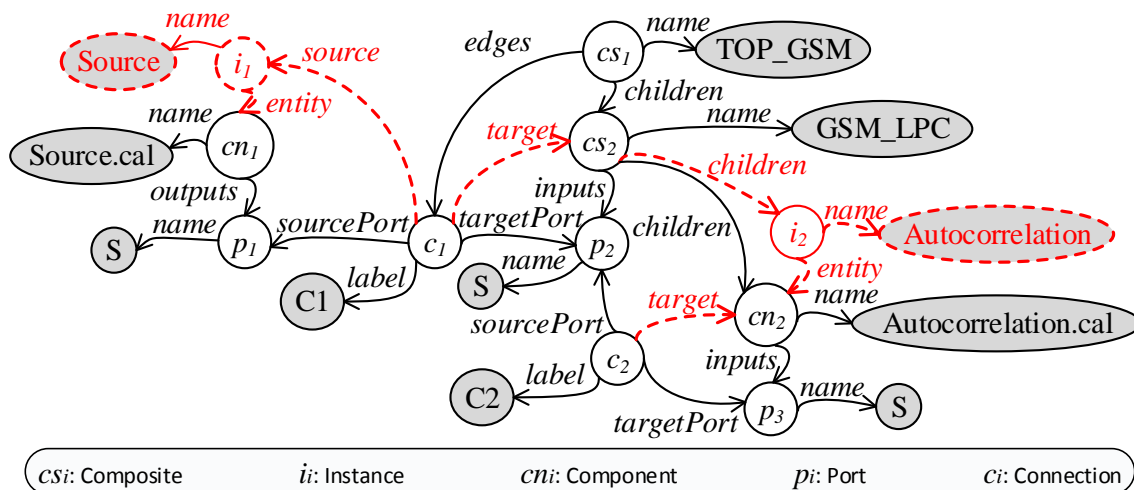 name
edges
cs1
name
TOP_GSM
Source
i1
source
children
name
entity
target
cs2
name
GSM_LPC
Source.cal
cn1
children
outputs
inputs
name
sourcePort
targetPort
children
i2
name
Autocorrelation
S
p1
c1
p2
entity
label
name
S
C1
target
cn2
name
sourcePort
Autocorrelation.cal
c2
inputs
C2
label
name
targetPort
p3
S
csi: Composite ii: Instance cni: Component pi: Port ci: Connection